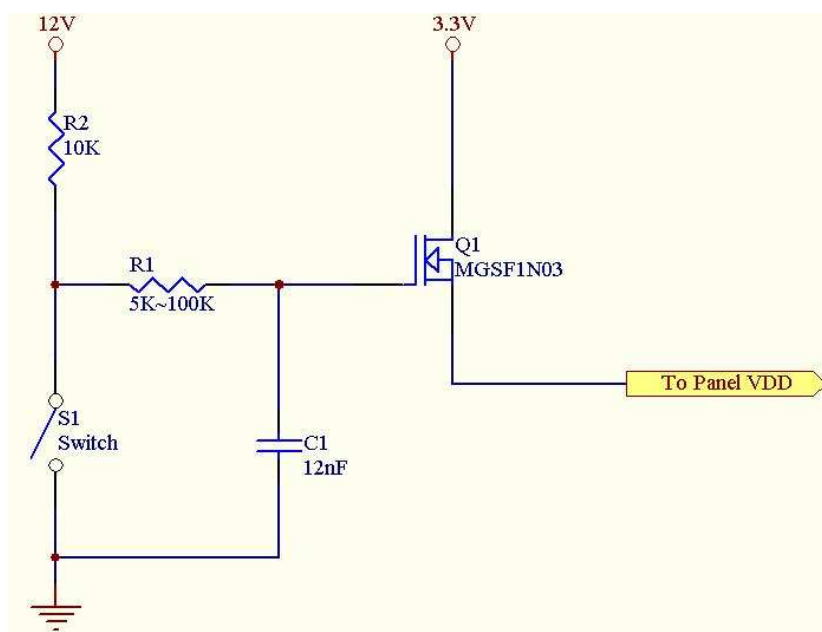 12V
3.3V
R2
10K
R1
5K~100K
Q1
MGSF1N03
To Panel VDD
S1
Switch
C1
12nF